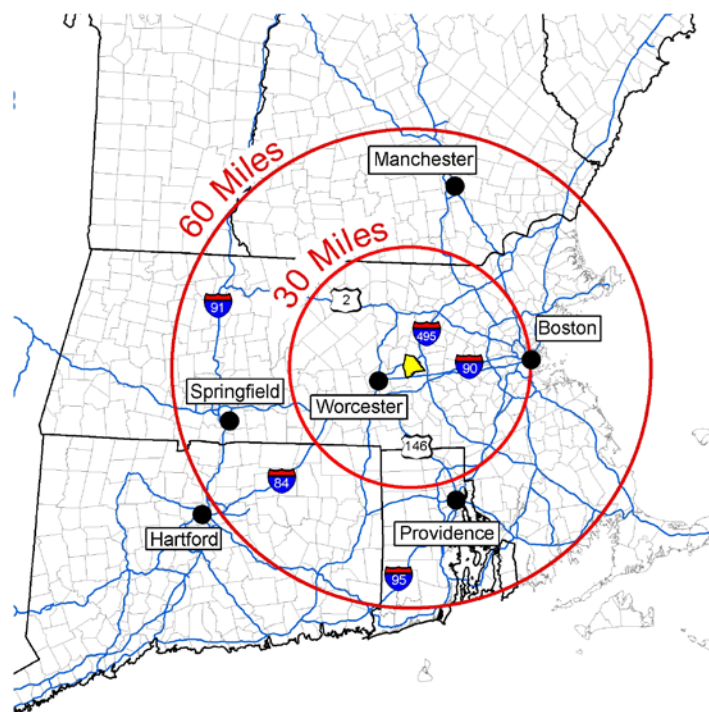 Manchester
60 Miles
30 Miles
2
91
495
Boston
90
Springfield
Worcester
146
84
Hartford
Providence
95